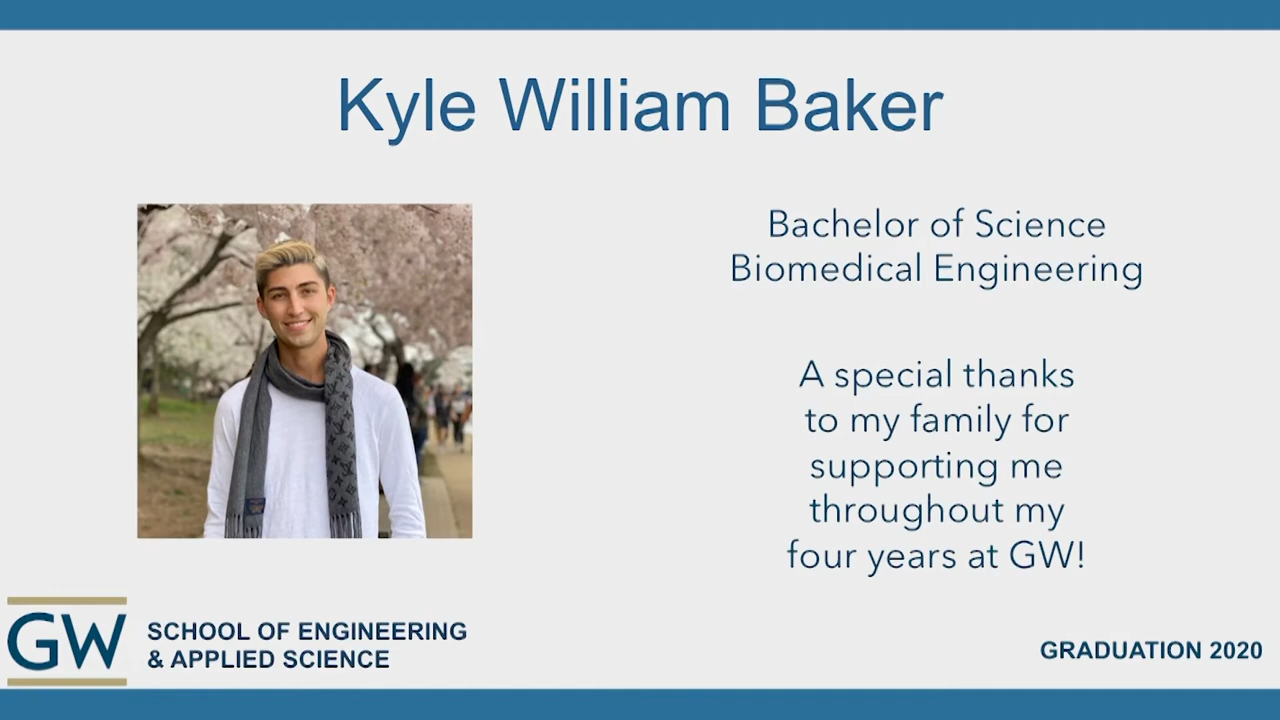 Kyle William Baker
Bachelor of Science
Biomedical Engineering
A special thanks
to my family for
supporting me
throughout my
four years at GW!
GW
SCHOOL OF ENGINEERING
& APPLIED SCIENCE
GRADUATION 2020